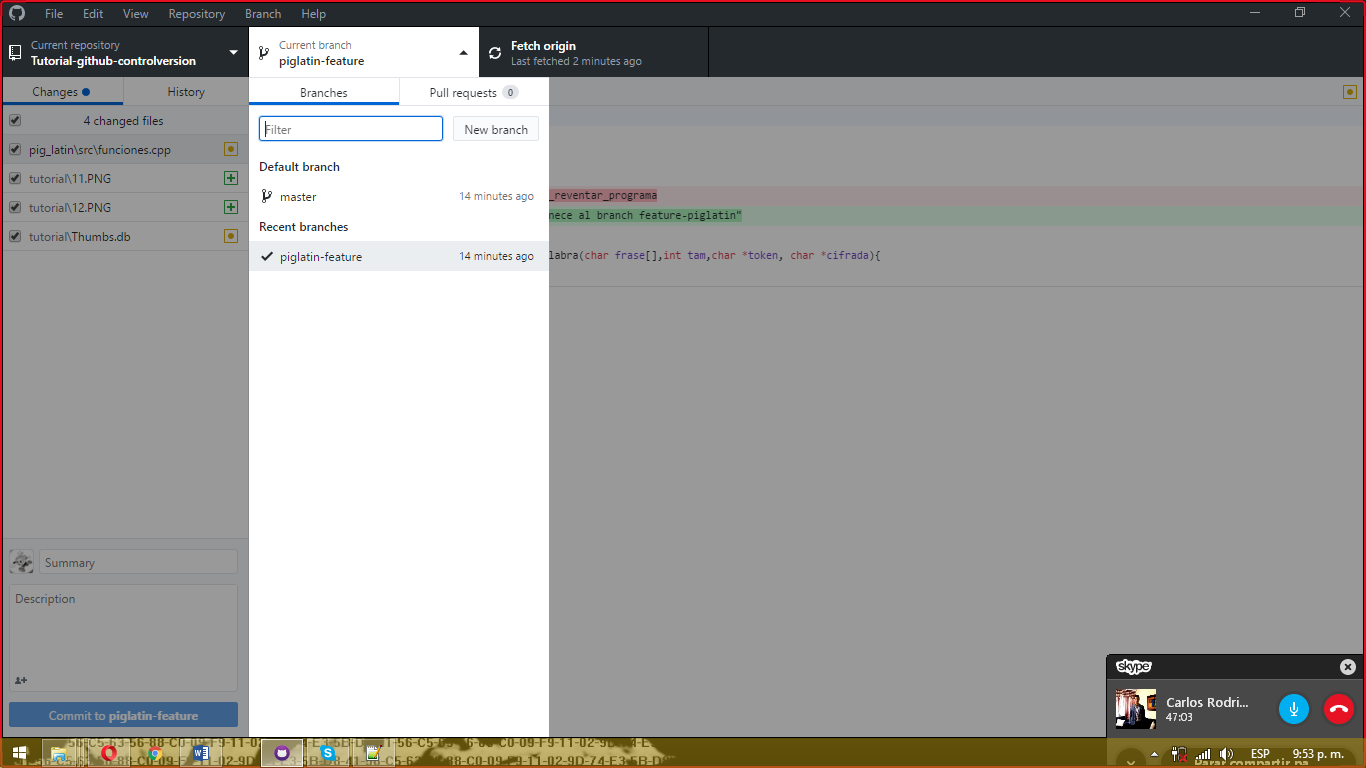 File Edit View Repository Branch Help
Current repository
Tutorial-github-controlversion
Current branch
piglatin-feature
Fetch origin
Last fetched 2 minutes ago
Changes History
Branches Pull requests 0
4 changed files
Filter
New branch
pig_latin\src\funciones.cpp
tutorial\11.PNG
tutorial\12.PNG
tutorial\Thumbs.db
Default branch
master 14 minutes ago
Recent branches
piglatin-feature 14 minutes ago
_reventar_programa
nece al branch feature-piglatin"
labra(char frase[],int tam,char *token, char *cifrada){
Summary
Description
Commit to piglatin-feature
skype
Carlos Rodri...
47:03
ESP 9:53 p. m.
Parar compartir pa